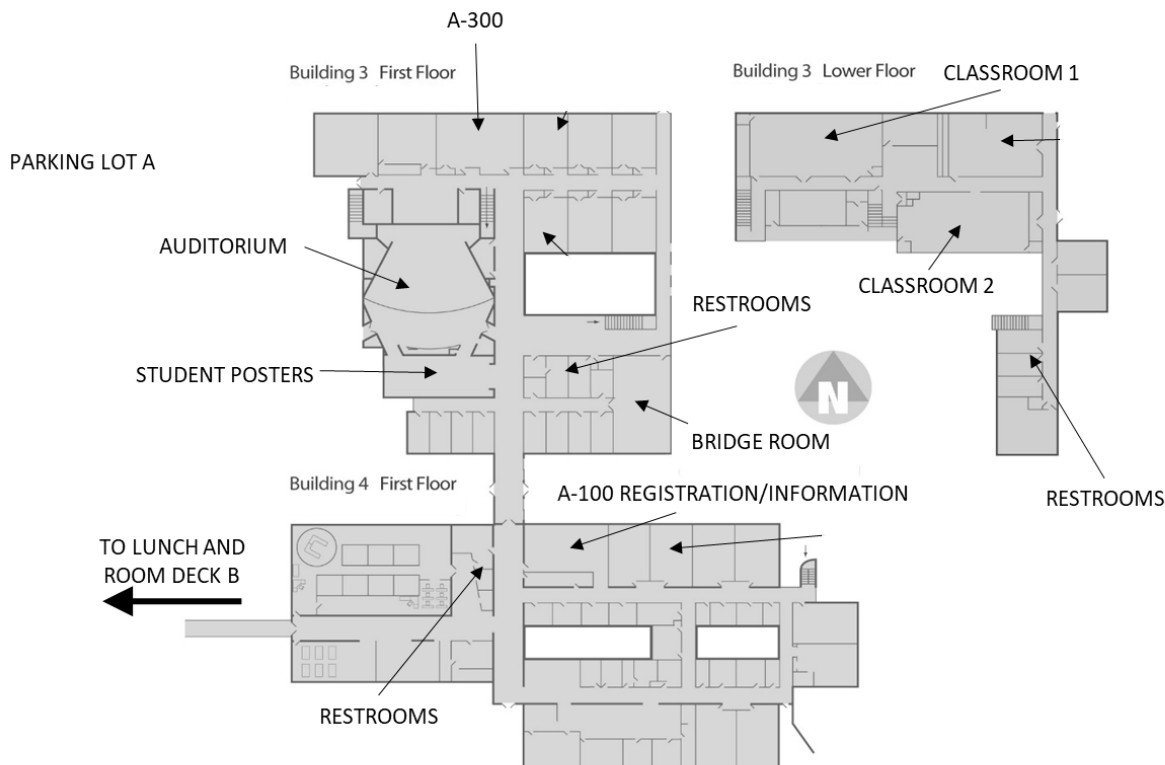 A-300
Building 3 First Floor
Building 3 Lower Floor
CLASSROOM 1
PARKING LOT A
AUDITORIUM
CLASSROOM 2
RESTROOMS
STUDENT POSTERS
N
BRIDGE ROOM
Building 4 First Floor
A-100 REGISTRATION/INFORMATION
RESTROOMS
TO LUNCH AND
ROOM DECK B
RESTROOMS